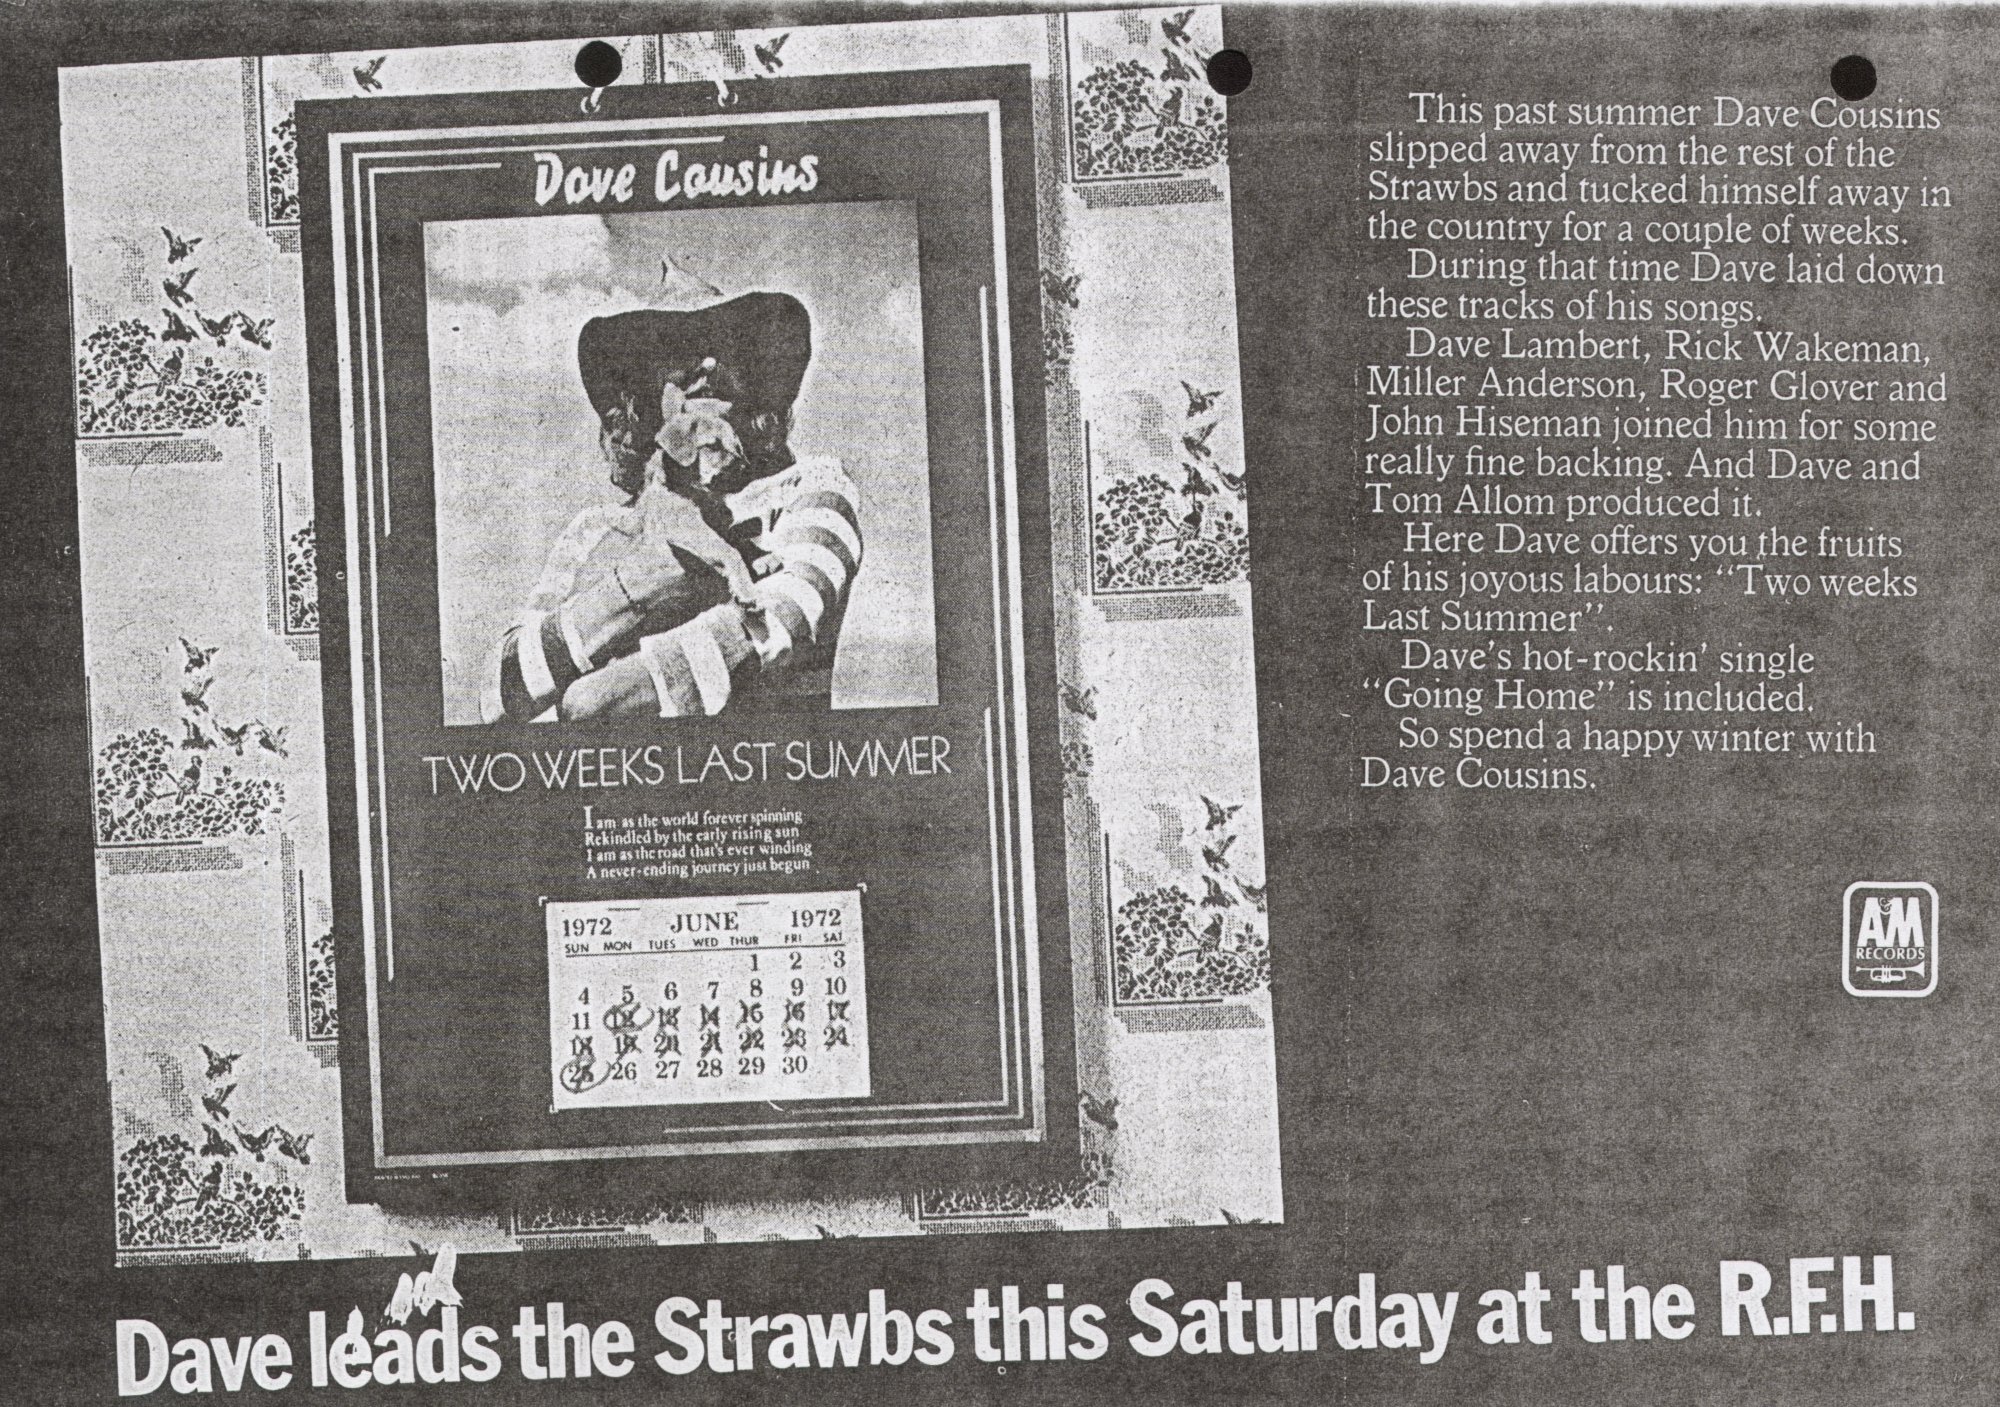 Dave Cousins
TWO WEEKS LAST SUMMER
I am as the world forever spinning
Rekindled by the early rising sun
I am as the road that's ever winding
A never-ending journey just begun
1972 JUNE 1972
SUN MON TUES WED THUR FRI SAT
1 2 3
4 5 6 7 8 9 10
11 12 13 14 15 16 17
18 19 20 21 22 23 24
25 26 27 28 29 30
This past summer Dave Cousins
slipped away from the rest of the
Strawbs and tucked himself away in
the country for a couple of weeks.
During that time Dave laid down
these tracks of his songs.
Dave Lambert, Rick Wakeman,
Miller Anderson, Roger Glover and
John Hiseman joined him for some
really fine backing. And Dave and
Tom Allom produced it.
Here Dave offers you the fruits
of his joyous labours: “Two weeks
Last Summer”.
Dave's hot-rockin' single
“Going Home” is included.
So spend a happy winter with
Dave Cousins.
A&M
RECORDS
Dave leads the Strawbs this Saturday at the R.F.H.